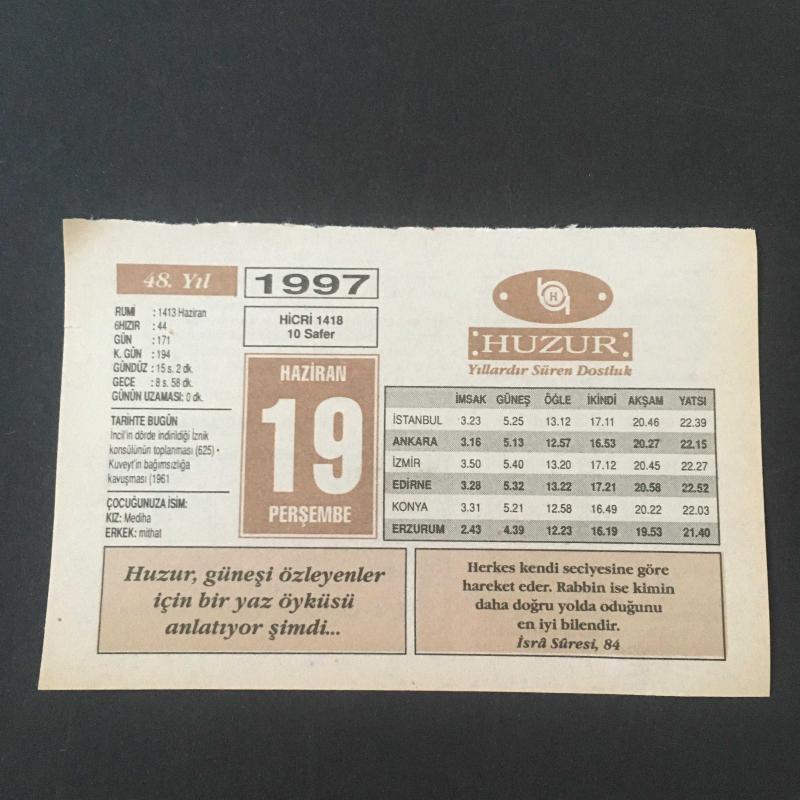 48. Yıl
1997
RUMİ : 1413 Haziran
6HIZIR : 44
GÜN : 171
K. GÜN : 194
GÜNDÜZ : 15 s. 2 dk.
GECE : 8 s. 58 dk.
GÜNÜN UZAMASI: 0 dk.
TARİHTE BUGÜN
İncil'in dörde indirildiği İznik
konsülünün toplanması (625) •
Kuveyt'in bağımsızlığa
kavuşması (1961
ÇOCUĞUNUZA İSİM:
KIZ: Mediha
ERKEK: mithat
HİCRİ 1418
10 Safer
HAZİRAN
19
PERŞEMBE
H
HUZUR
Yıllardır Süren Dostluk
İMSAK GÜNEŞ ÖĞLE İKİNDİ AKŞAM YATSI
İSTANBUL 3.23 5.25 13.12 17.11 20.46 22.39
ANKARA 3.16 5.13 12.57 16.53 20.27 22.15
İZMİR 3.50 5.40 13.20 17.12 20.45 22.27
EDİRNE 3.28 5.32 13.22 17.21 20.58 22.52
KONYA 3.31 5.21 12.58 16.49 20.22 22.03
ERZURUM 2.43 4.39 12.23 16.19 19.53 21.40
Huzur, güneşi özleyenler
için bir yaz öyküsü
anlatıyor şimdi...
Herkes kendi seciyesine göre
hareket eder. Rabbin ise kimin
daha doğru yolda oduğunu
en iyi bilendir.
İsrâ Sûresi, 84